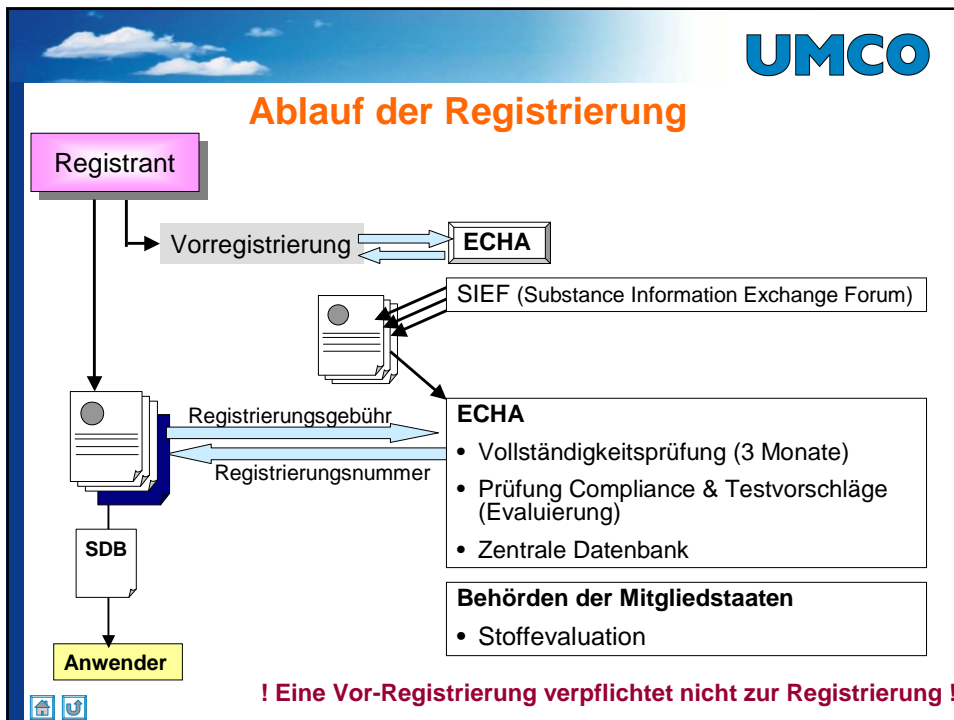 UMCO
Ablauf der Registrierung
Registrant
Vorregistrierung
ECHA
SIEF (Substance Information Exchange Forum)
Registrierungsgebühr
Registrierungsnummer
ECHA
• Vollständigkeitsprüfung (3 Monate)
• Prüfung Compliance & Testvorschläge
(Evaluierung)
• Zentrale Datenbank
SDB
Behörden der Mitgliedstaaten
• Stoffevaluation
Anwender
! Eine Vor-Registrierung verpflichtet nicht zur Registrierung !